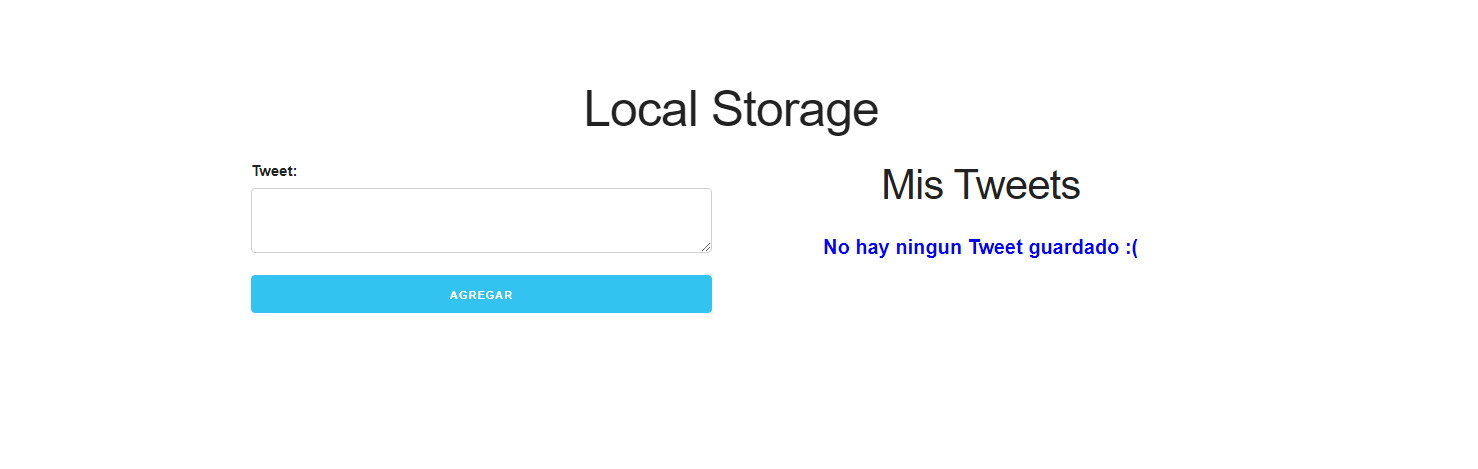 Local Storage
Tweet:
AGREGAR
Mis Tweets
No hay ningun Tweet guardado :(